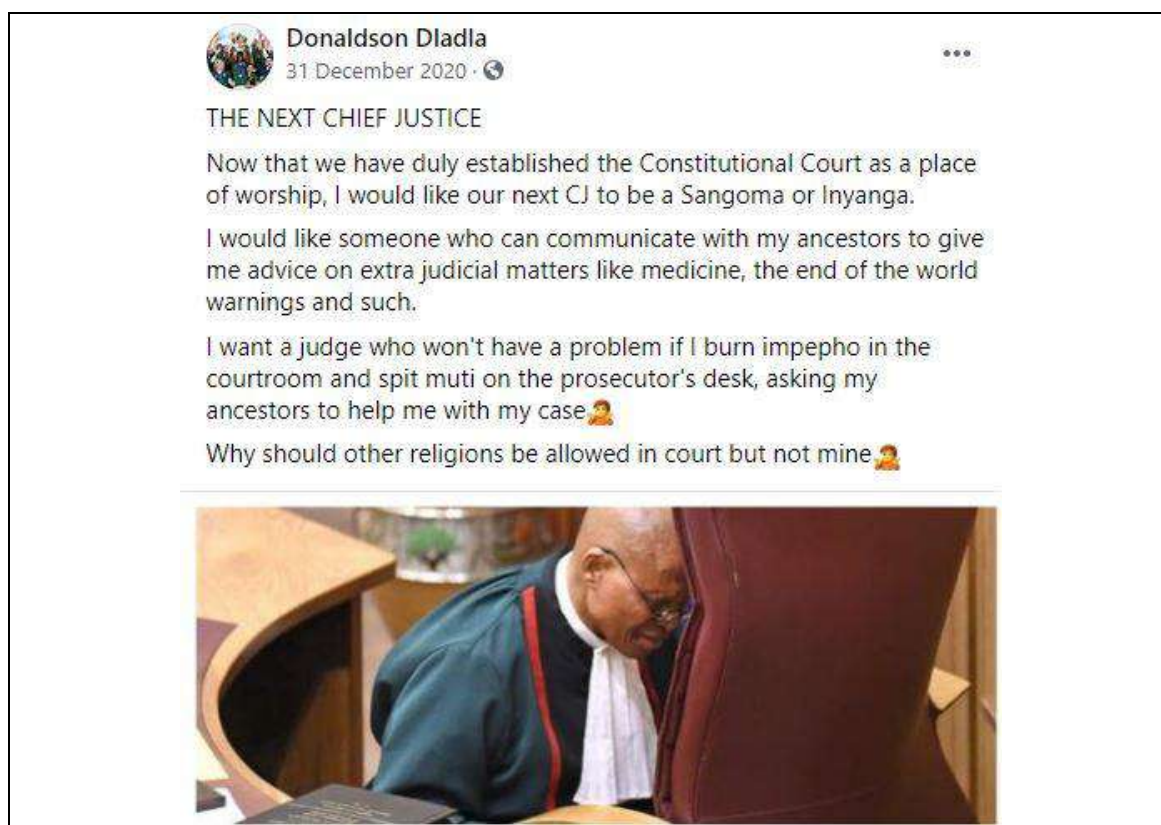 Donaldson Dladla
31 December 2020 ·
THE NEXT CHIEF JUSTICE
Now that we have duly established the Constitutional Court as a place
of worship, I would like our next CJ to be a Sangoma or Inyanga.
I would like someone who can communicate with my ancestors to give
me advice on extra judicial matters like medicine, the end of the world
warnings and such.
I want a judge who won't have a problem if I burn impepho in the
courtroom and spit muti on the prosecutor's desk, asking my
ancestors to help me with my case🤷
Why should other religions be allowed in court but not mine🤷